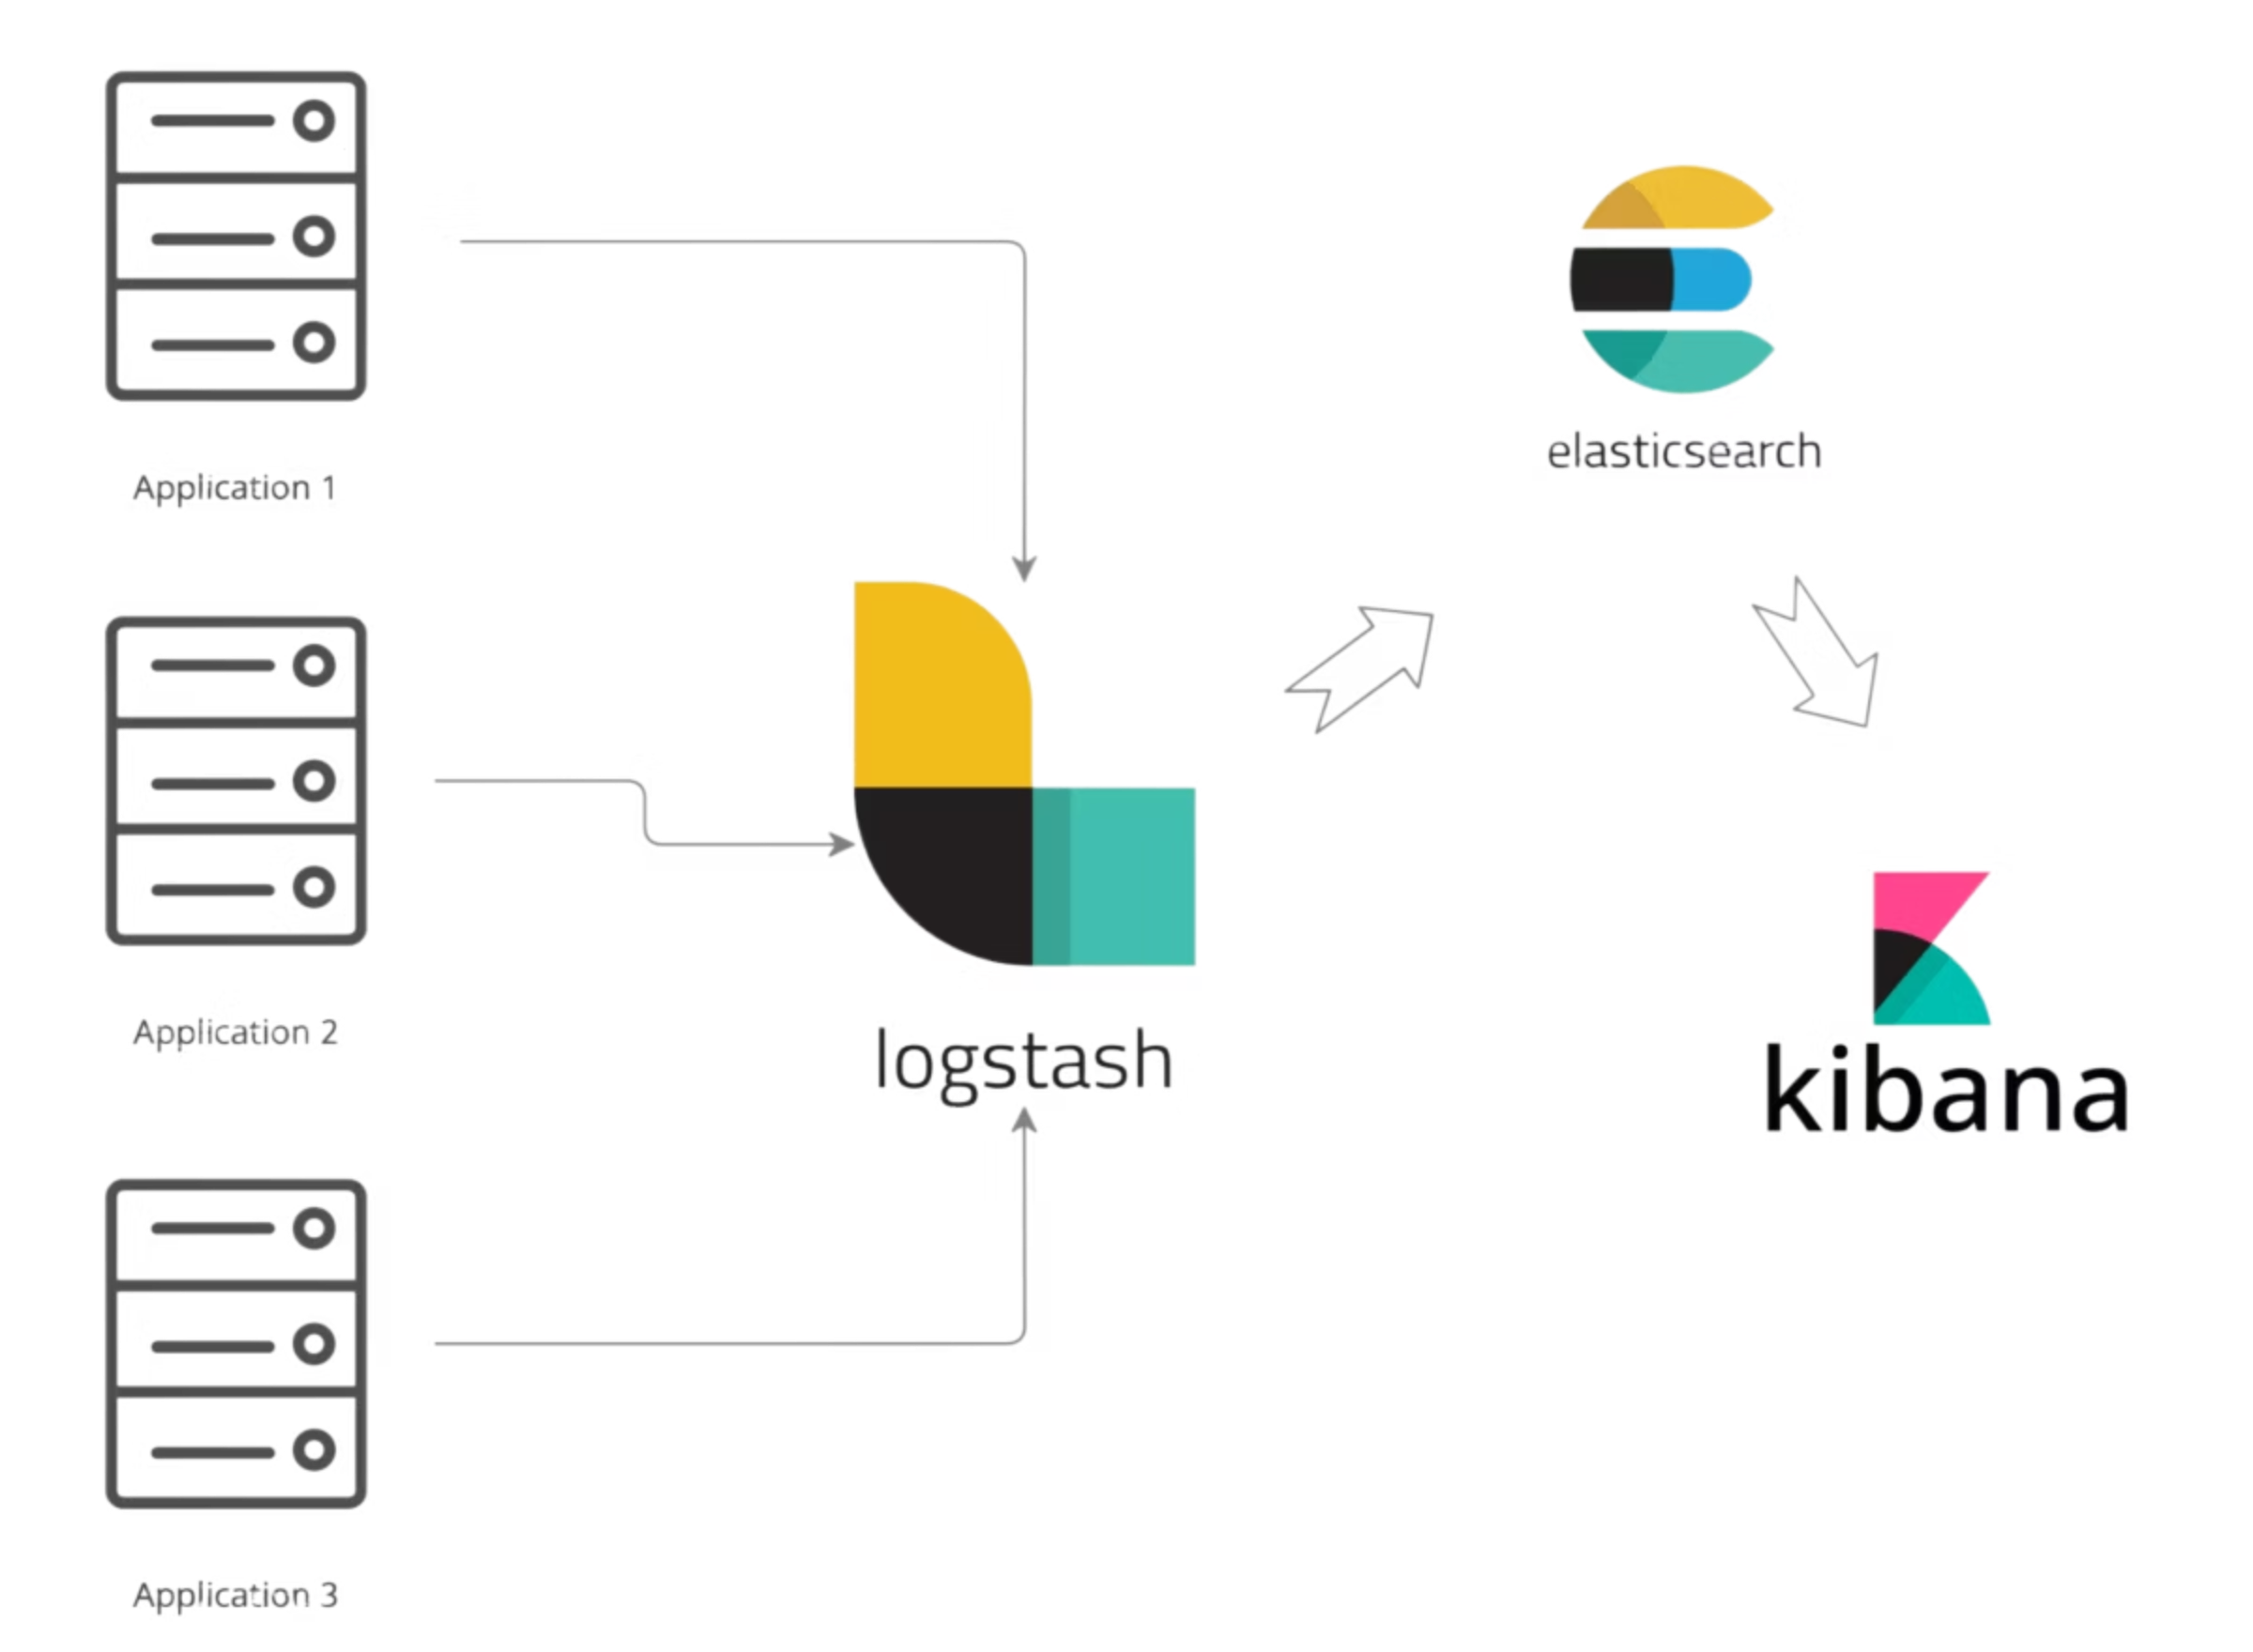 Application 1
elasticsearch
Application 2
logstash
kibana
Application 3